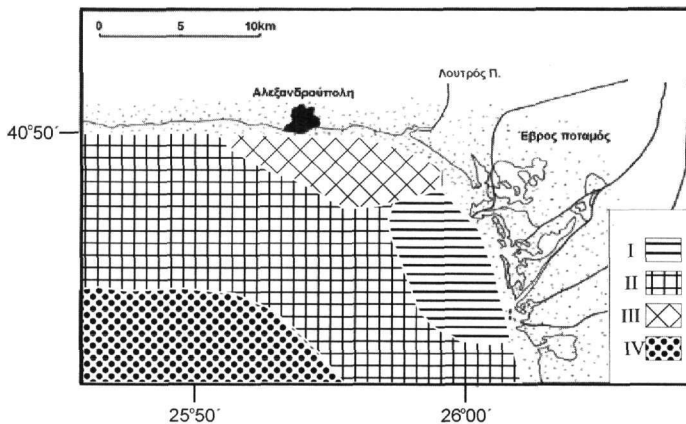 0 5 10km
Λουτρός Π.
Αλεξανδρούπολη
40°50΄
Έβρος ποταμός
I
II
III
IV
25°50΄
26°00΄